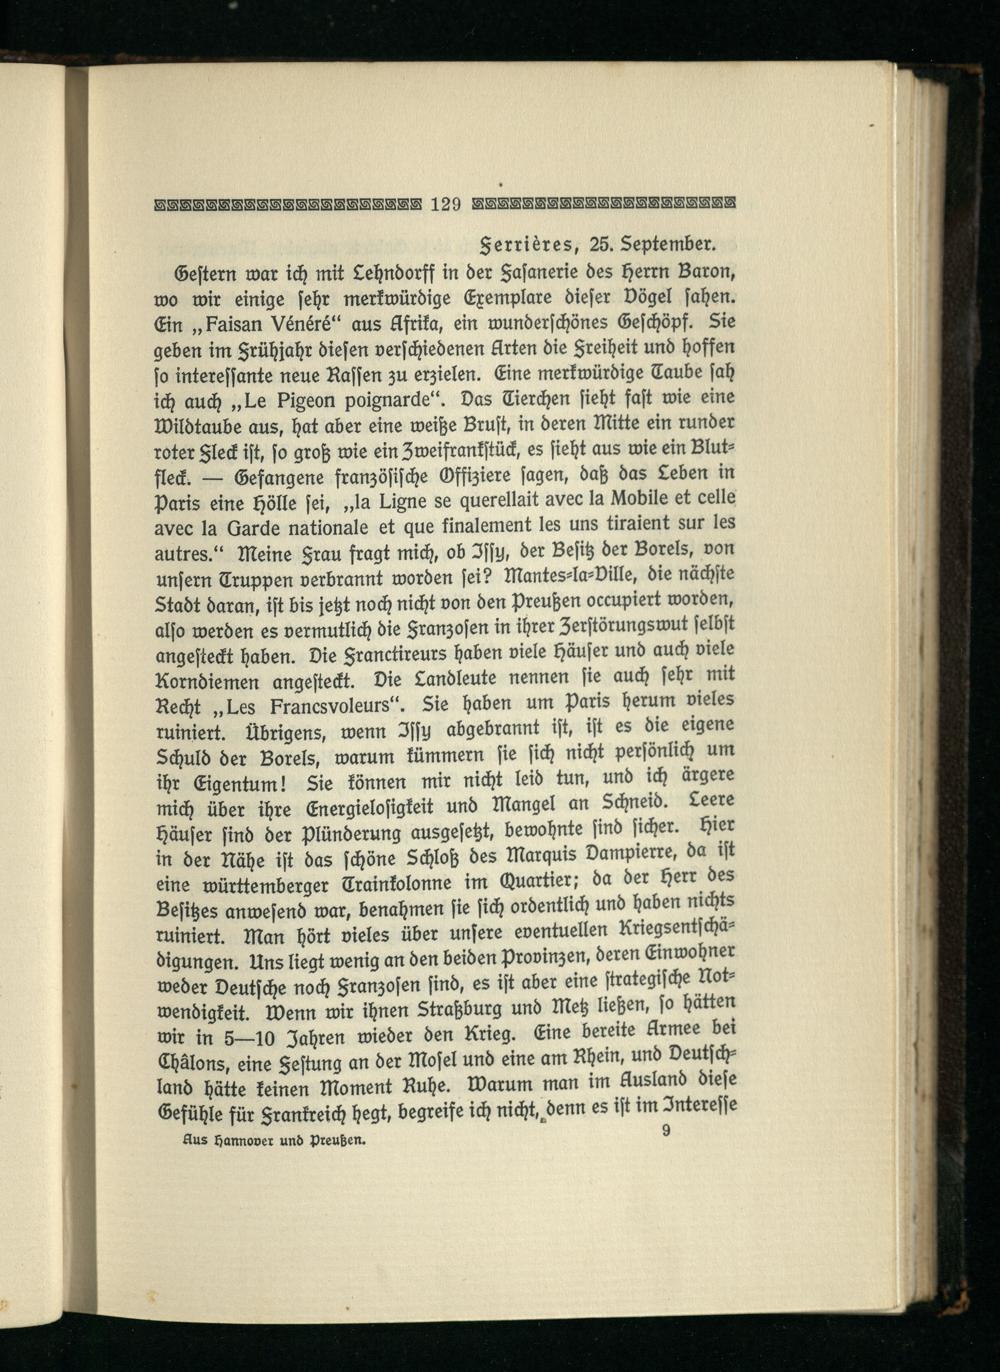 129
Ferrières, 25. September.
Gestern war ich mit Lehndorff in der Fasanerie des Herrn Baron,
wo wir einige sehr merkwürdige Exemplare dieser Vögel sahen.
Ein „Faisan Vénéré“ aus Afrika, ein wunderschönes Geschöpf. Sie
geben im Frühjahr diesen verschiedenen Arten die Freiheit und hoffen
so interessante neue Rassen zu erzielen. Eine merkwürdige Taube sah
ich auch „Le Pigeon poignarde“. Das Tierchen sieht fast wie eine
Wildtaube aus, hat aber eine weiße Brust, in deren Mitte ein runder
roter Fleck ist, so groß wie ein Zweifrankstück, es sieht aus wie ein Blut-
fleck. — Gefangene französische Offiziere sagen, daß das Leben in
Paris eine Hölle sei, „la Ligne se querellait avec la Mobile et celle
avec la Garde nationale et que finalement les uns tiraient sur les
autres.“ Meine Frau fragt mich, ob Issy, der Besitz der Borels, von
unsern Truppen verbrannt worden sei? Mantes-la-Ville, die nächste
Stadt daran, ist bis jetzt noch nicht von den Preußen occupiert worden,
also werden es vermutlich die Franzosen in ihrer Zerstörungswut selbst
angesteckt haben. Die Franctireurs haben viele Häuser und auch viele
Korndiemen angesteckt. Die Landleute nennen sie auch sehr mit
Recht „Les Francsvoleurs“. Sie haben um Paris herum vieles
ruiniert. Übrigens, wenn Issy abgebrannt ist, ist es die eigene
Schuld der Borels, warum kümmern sie sich nicht persönlich um
ihr Eigentum! Sie können mir nicht leid tun, und ich ärgere
mich über ihre Energielosigkeit und Mangel an Schneid. Leere
Häuser sind der Plünderung ausgesetzt, bewohnte sind sicher. Hier
in der Nähe ist das schöne Schloß des Marquis Dampierre, da ist
eine württemberger Trainkolonne im Quartier; da der Herr des
Besitzes anwesend war, benahmen sie sich ordentlich und haben nichts
ruiniert. Man hört vieles über unsere eventuellen Kriegsentschä-
digungen. Uns liegt wenig an den beiden Provinzen, deren Einwohner
weder Deutsche noch Franzosen sind, es ist aber eine strategische Not-
wendigkeit. Wenn wir ihnen Straßburg und Metz ließen, so hätten
wir in 5—10 Jahren wieder den Krieg. Eine bereite Armee bei
Châlons, eine Festung an der Mosel und eine am Rhein, und Deutsch-
land hätte keinen Moment Ruhe. Warum man im Ausland diese
Gefühle für Frankreich hegt, begreife ich nicht, denn es ist im Interesse
Aus Hannover und Preußen. 9